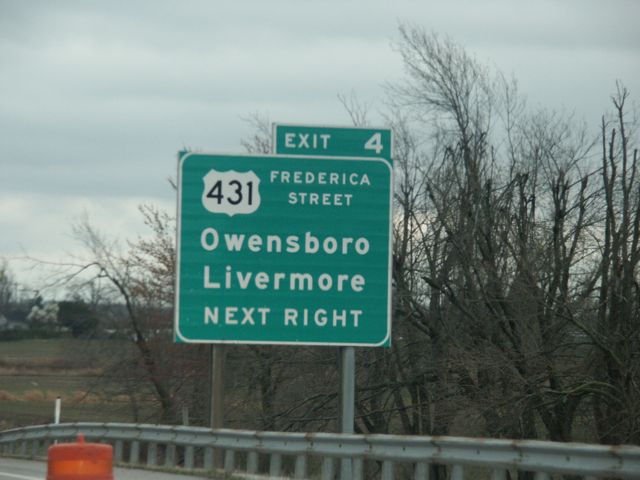 EXIT 4
431 FREDERICA
STREET
Owensboro
Livermore
NEXT RIGHT